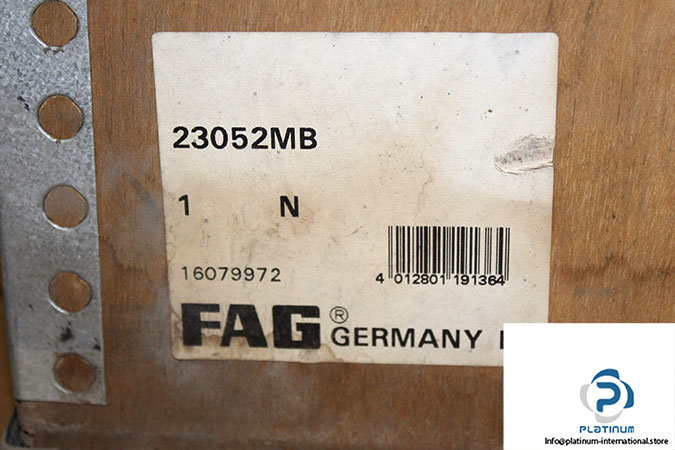 23052MB
1 N
16079972
4 012801 191364
FAG® GERMANY
PLATINUM
Info@platinum-international.store